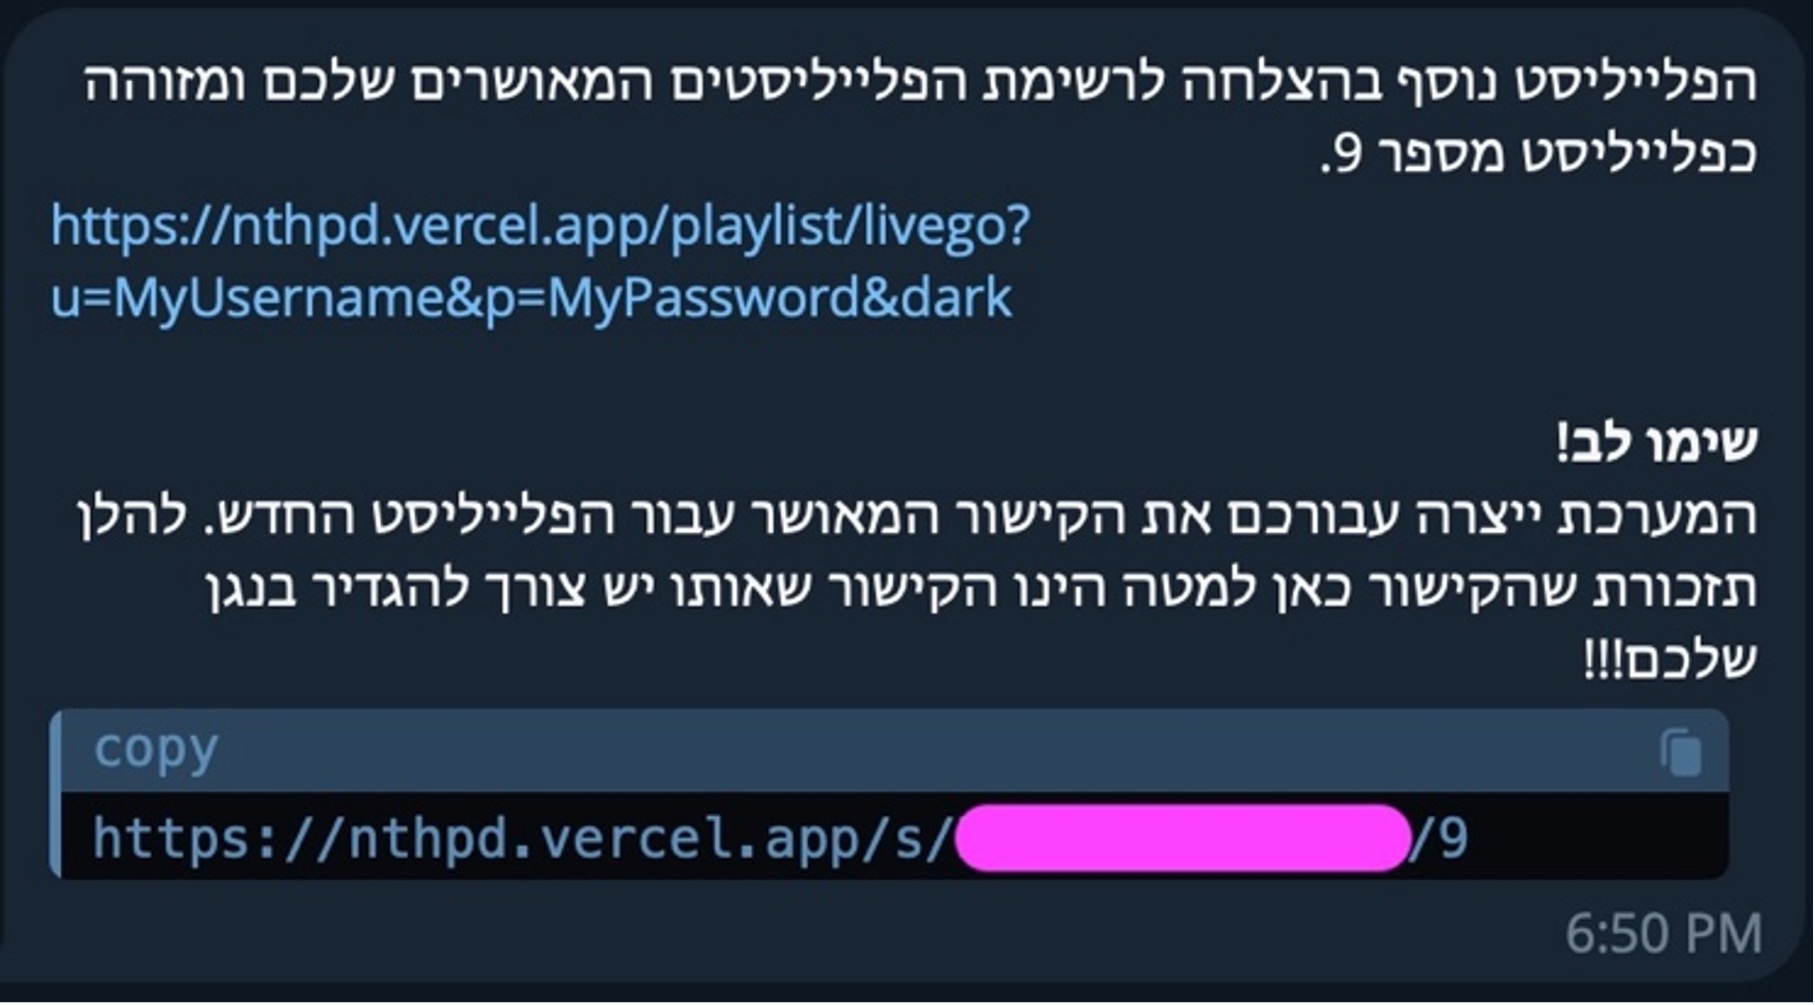 הפלייליסט נוסף בהצלחה לרשימת הפלייליסטים המאושרים שלכם ומזוהה
כפלייליסט מספר 9.
https://nthpd.vercel.app/playlist/livego?
u=MyUsername&p=MyPassword&dark
שימו לב!
המערכת ייצרה עבורכם את הקישור המאושר עבור הפלייליסט החדש. להלן
תזכורת שהקישור כאן למטה הינו הקישור שאותו יש צורך להגדיר בנגן
שלכם!!!
copy
https://nthpd.vercel.app/s/ /9
6:50 PM